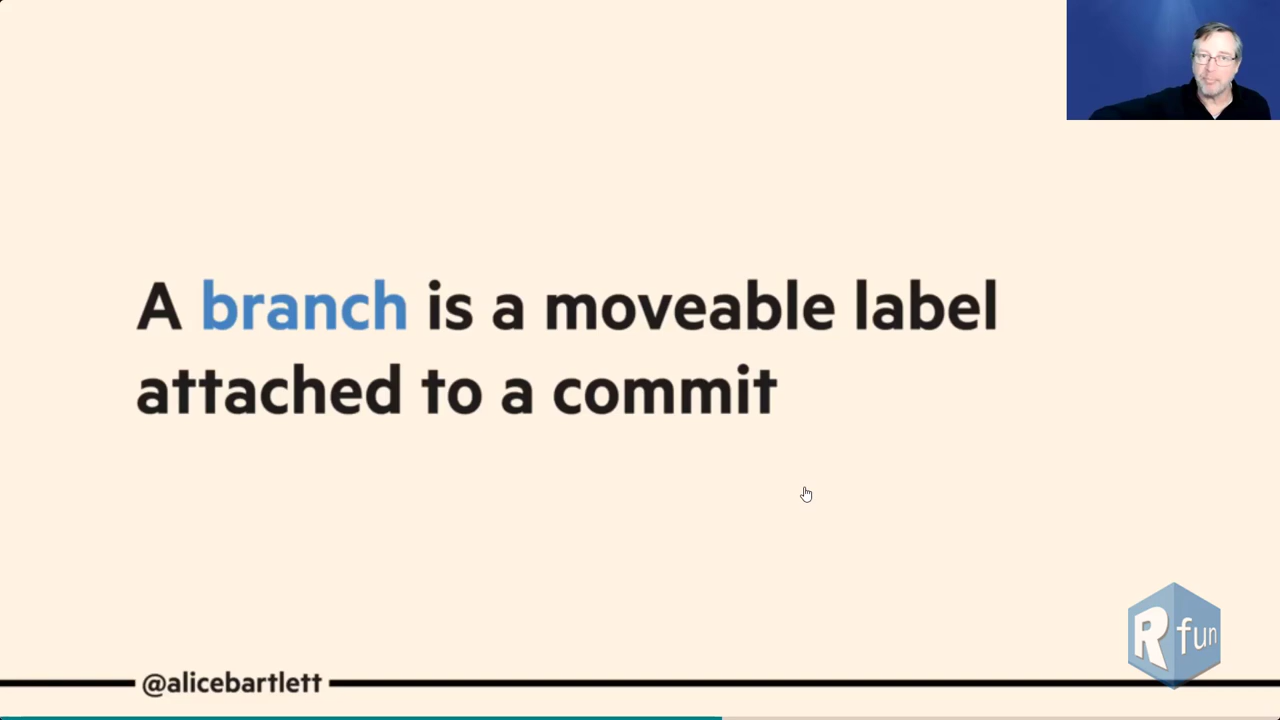 A branch is a moveable label
attached to a commit
R fun
@alicebartlett